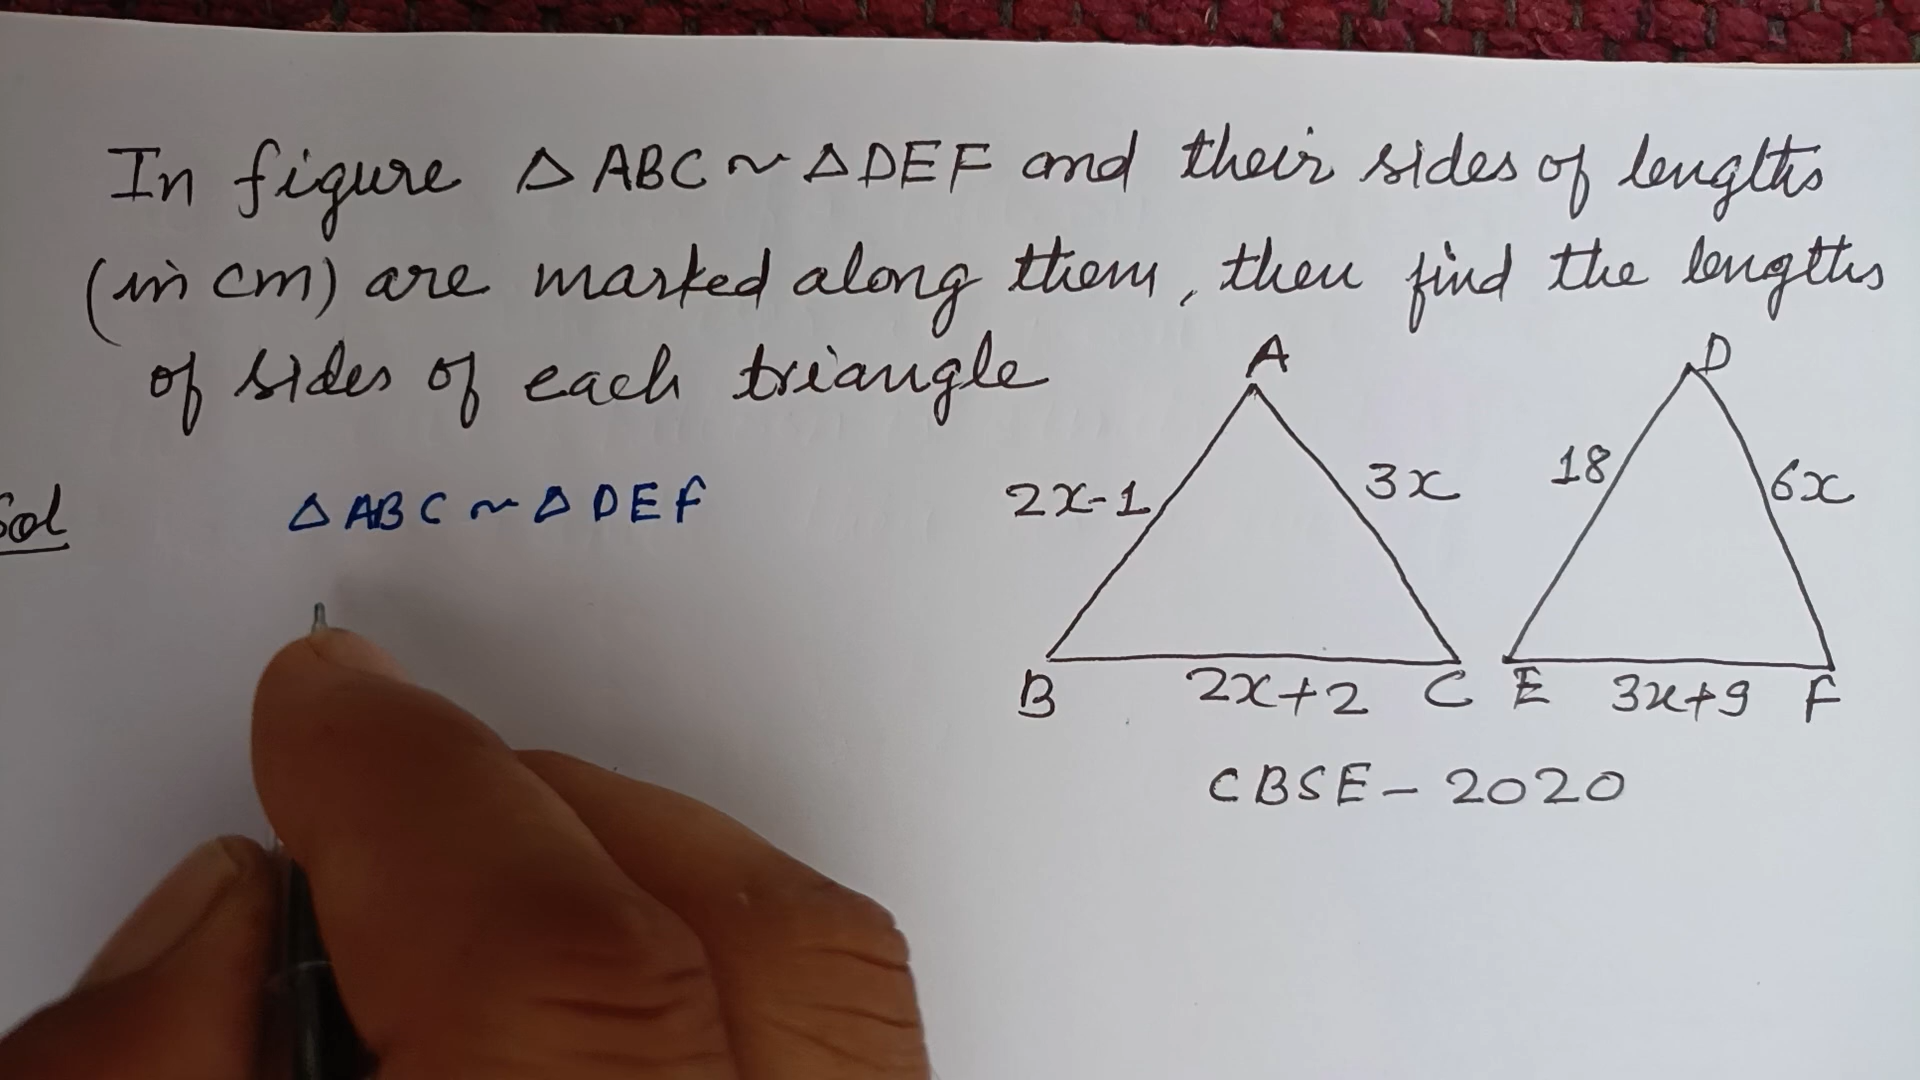 In figure △ ABC ~ △ DEF and their sides of lengths
(in cm) are marked along them, then find the lengths
of sides of each triangle
A
D
2x-1
3x
18
6x
Sol
△ ABC ~ △ DEF
B
2x+2
C
E
3x+9
F
CBSE - 2020